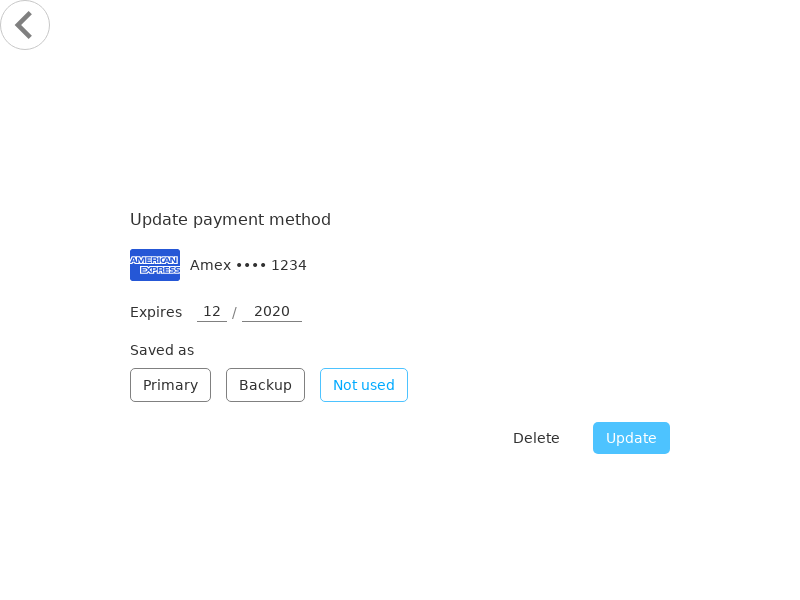 Update payment method
AMERICAN
EXPRESS
Amex •••• 1234
Expires 12 / 2020
Saved as
Primary Backup Not used
Delete Update